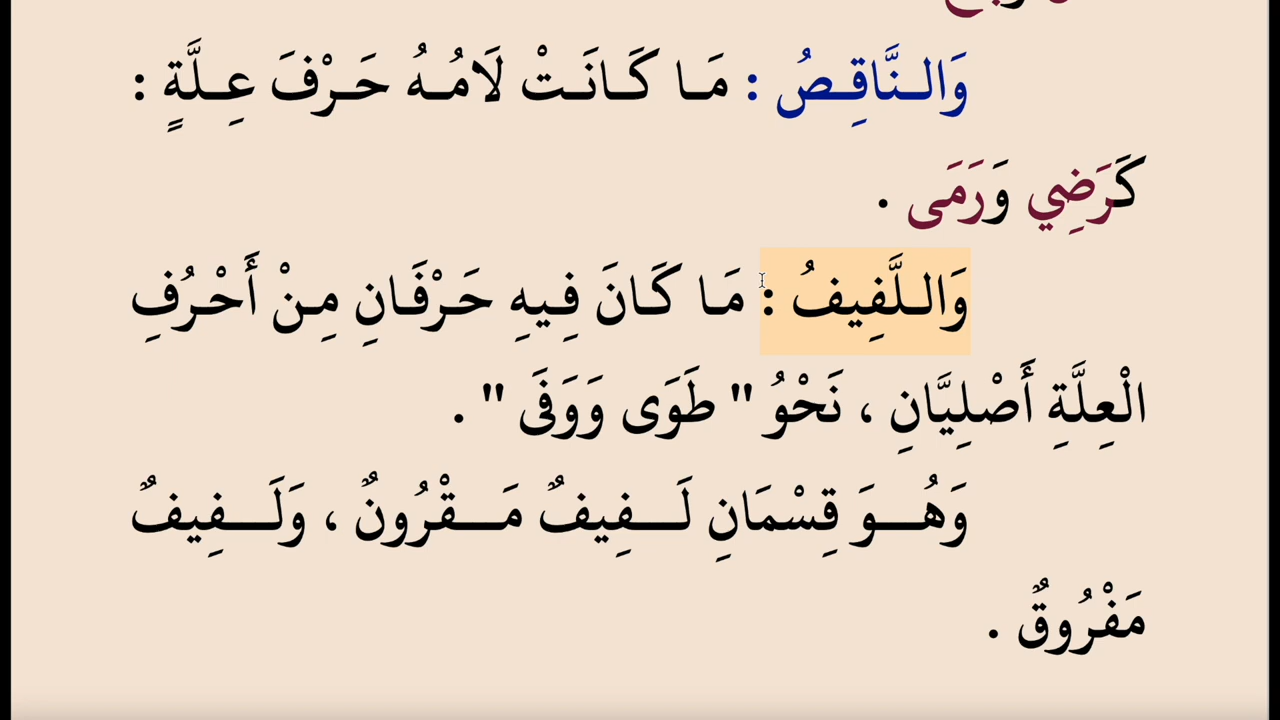 وَالنَّاقِصُ : مَا كَانَتْ لَامُهُ حَرْفَ عِلَّةٍ :
كَرَضِي وَرَمَى .
وَاللَّفِيفُ : مَا كَانَ فِيهِ حَرْفَانِ مِنْ أَحْرُفِ
الْعِلَّةِ أَصْلِيَّانِ ، نَحْوُ " طَوَى وَوَفَى " .
وَهُوَ قِسْمَانِ لَفِيفٌ مَقْرُونٌ ، وَلَفِيفٌ
مَفْرُوقٌ .